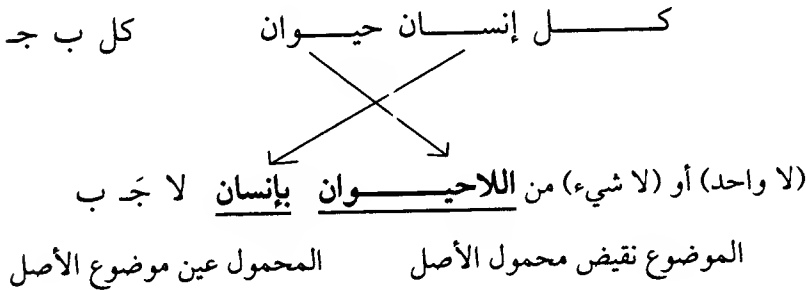 كل إنسان حيوان كل ب جـ
(لا واحد) أو (لا شيء) من اللاحيوان بإنسان لا جَـ ب
الموضوع نقيض محمول الأصل المحمول عين موضوع الأصل